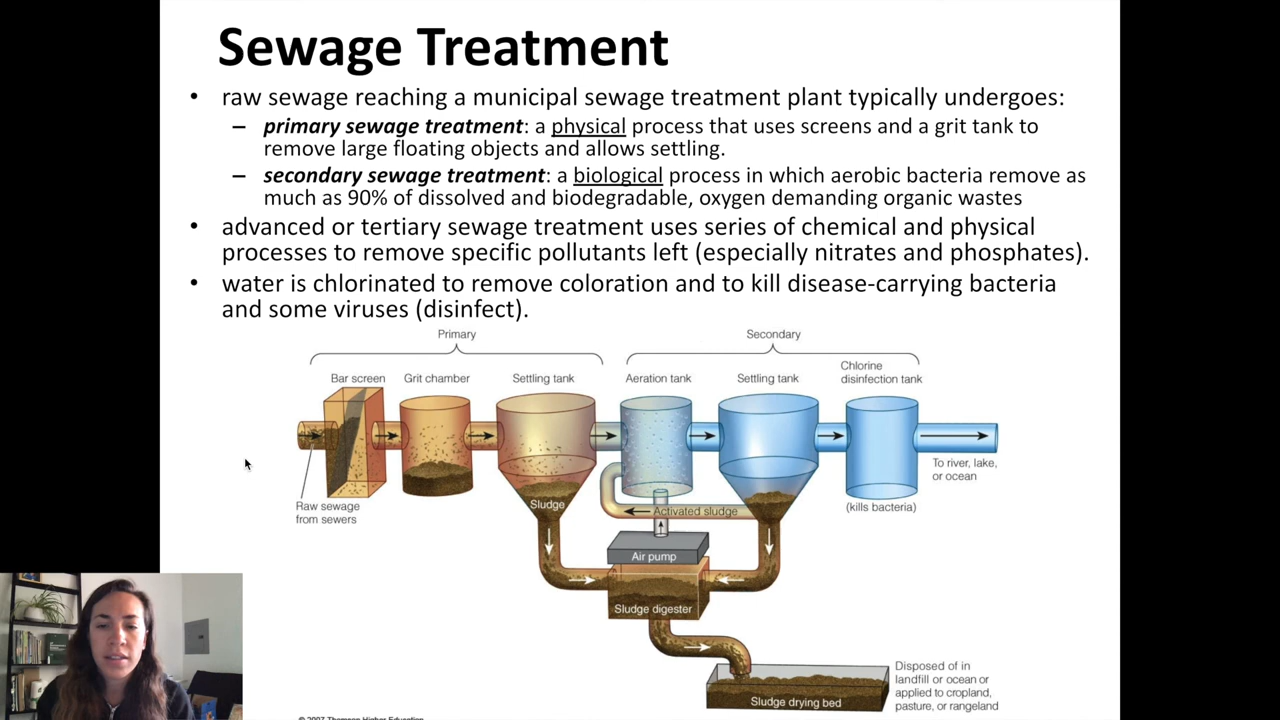 Sewage Treatment
• raw sewage reaching a municipal sewage treatment plant typically undergoes:
– primary sewage treatment: a physical process that uses screens and a grit tank to
remove large floating objects and allows settling.
– secondary sewage treatment: a biological process in which aerobic bacteria remove as
much as 90% of dissolved and biodegradable, oxygen demanding organic wastes
• advanced or tertiary sewage treatment uses series of chemical and physical
processes to remove specific pollutants left (especially nitrates and phosphates).
• water is chlorinated to remove coloration and to kill disease-carrying bacteria
and some viruses (disinfect).
Primary
Secondary
Bar screen
Grit chamber
Settling tank
Aeration tank
Settling tank
Chlorine
disinfection tank
To river, lake,
or ocean
Raw sewage
from sewers
Sludge
Activated sludge
(kills bacteria)
Air pump
Sludge digester
Sludge drying bed
Disposed of in
landfill or ocean or
applied to cropland,
pasture, or rangeland
© 2007 Thomson Higher Education